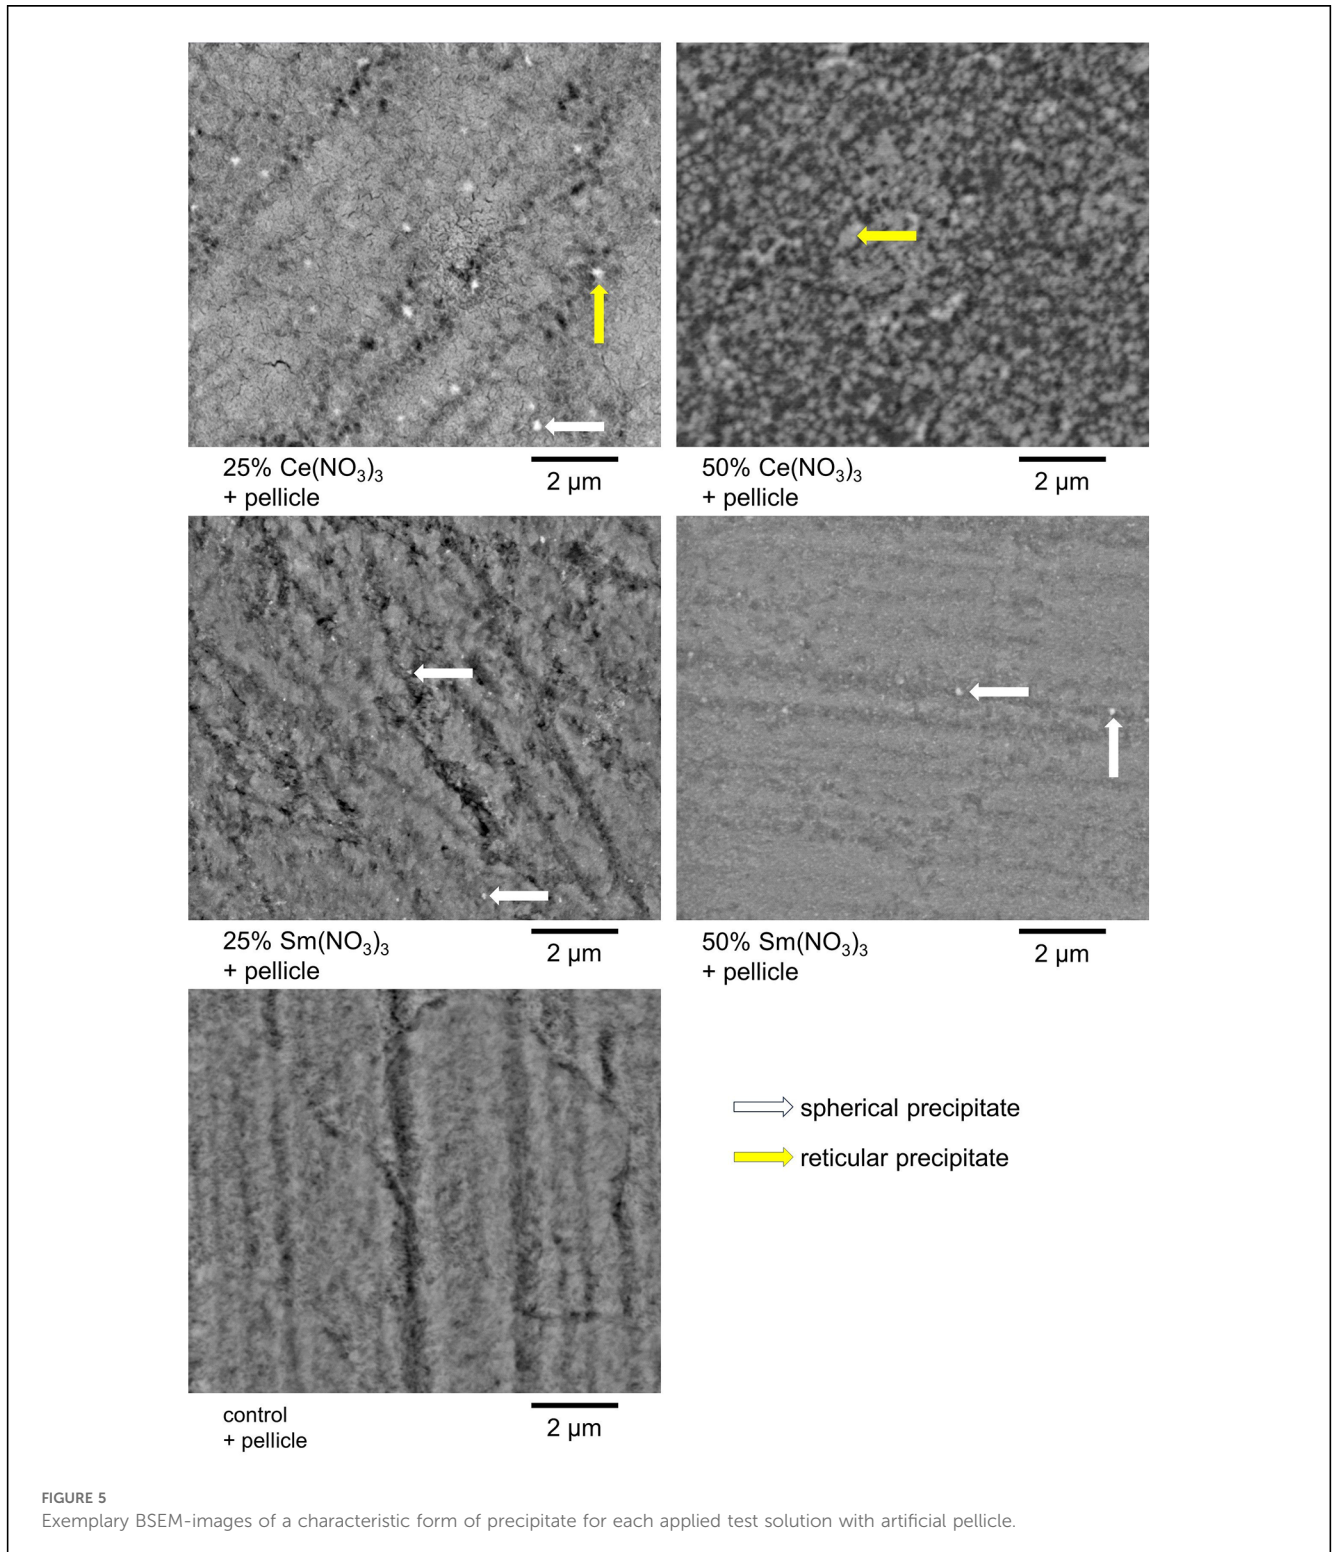 25% Ce(NO₃)₃
+ pellicle
2 µm
50% Ce(NO₃)₃
+ pellicle
2 µm
25% Sm(NO₃)₃
+ pellicle
2 µm
50% Sm(NO₃)₃
+ pellicle
2 µm
spherical precipitate
reticular precipitate
control
+ pellicle
2 µm
FIGURE 5
Exemplary BSEM-images of a characteristic form of precipitate for each applied test solution with artificial pellicle.